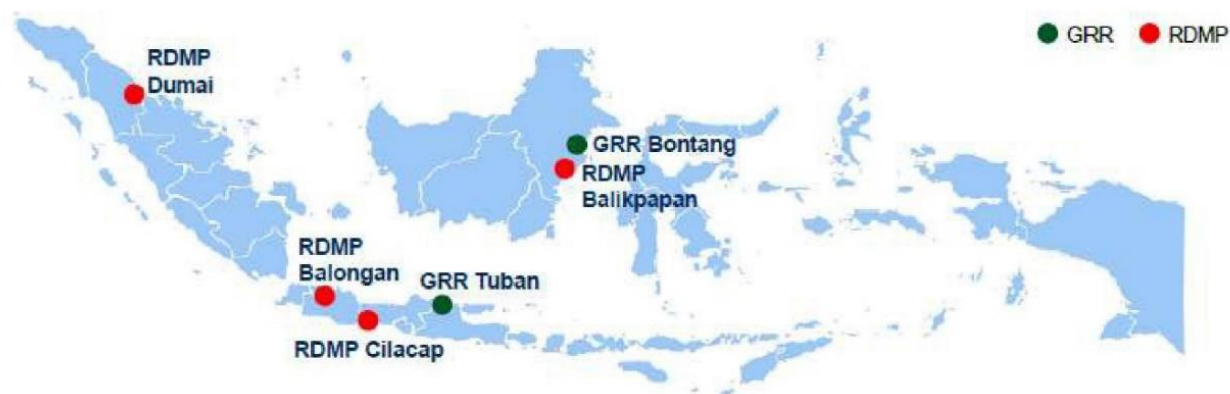 GRR RDMP
RDMP
Dumai
GRR Bontang
RDMP
Balikpapan
RDMP
Balongan
GRR Tuban
RDMP Cilacap